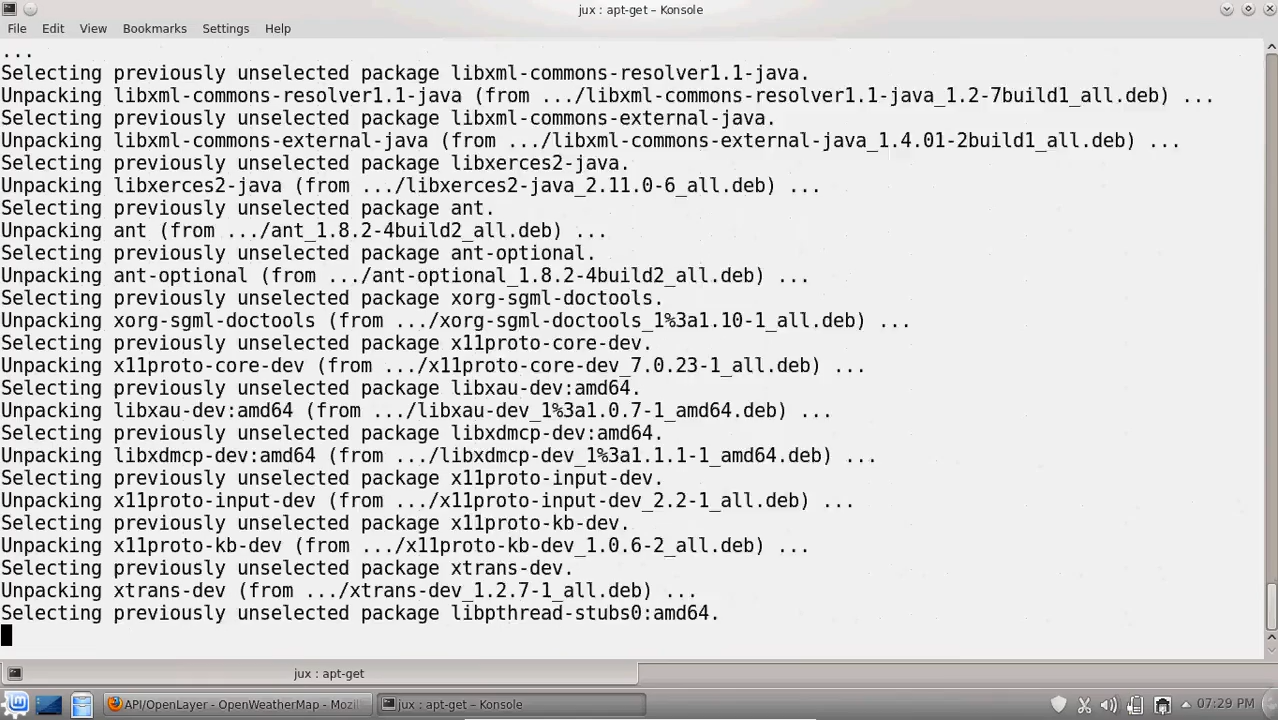 jux : apt-get – Konsole
File Edit View Bookmarks Settings Help
...
Selecting previously unselected package libxml-commons-resolver1.1-java.
Unpacking libxml-commons-resolver1.1-java (from .../libxml-commons-resolver1.1-java_1.2-7build1_all.deb) ...
Selecting previously unselected package libxml-commons-external-java.
Unpacking libxml-commons-external-java (from .../libxml-commons-external-java_1.4.01-2build1_all.deb) ...
Selecting previously unselected package libxerces2-java.
Unpacking libxerces2-java (from .../libxerces2-java_2.11.0-6_all.deb) ...
Selecting previously unselected package ant.
Unpacking ant (from .../ant_1.8.2-4build2_all.deb) ...
Selecting previously unselected package ant-optional.
Unpacking ant-optional (from .../ant-optional_1.8.2-4build2_all.deb) ...
Selecting previously unselected package xorg-sgml-doctools.
Unpacking xorg-sgml-doctools (from .../xorg-sgml-doctools_1%3a1.10-1_all.deb) ...
Selecting previously unselected package x11proto-core-dev.
Unpacking x11proto-core-dev (from .../x11proto-core-dev_7.0.23-1_all.deb) ...
Selecting previously unselected package libxau-dev:amd64.
Unpacking libxau-dev:amd64 (from .../libxau-dev_1%3a1.0.7-1_amd64.deb) ...
Selecting previously unselected package libxdmcp-dev:amd64.
Unpacking libxdmcp-dev:amd64 (from .../libxdmcp-dev_1%3a1.1.1-1_amd64.deb) ...
Selecting previously unselected package x11proto-input-dev.
Unpacking x11proto-input-dev (from .../x11proto-input-dev_2.2-1_all.deb) ...
Selecting previously unselected package x11proto-kb-dev.
Unpacking x11proto-kb-dev (from .../x11proto-kb-dev_1.0.6-2_all.deb) ...
Selecting previously unselected package xtrans-dev.
Unpacking xtrans-dev (from .../xtrans-dev_1.2.7-1_all.deb) ...
Selecting previously unselected package libpthread-stubs0:amd64.
jux : apt-get
API/OpenLayer - OpenWeatherMap - Mozil
jux : apt-get – Konsole
07:29 PM